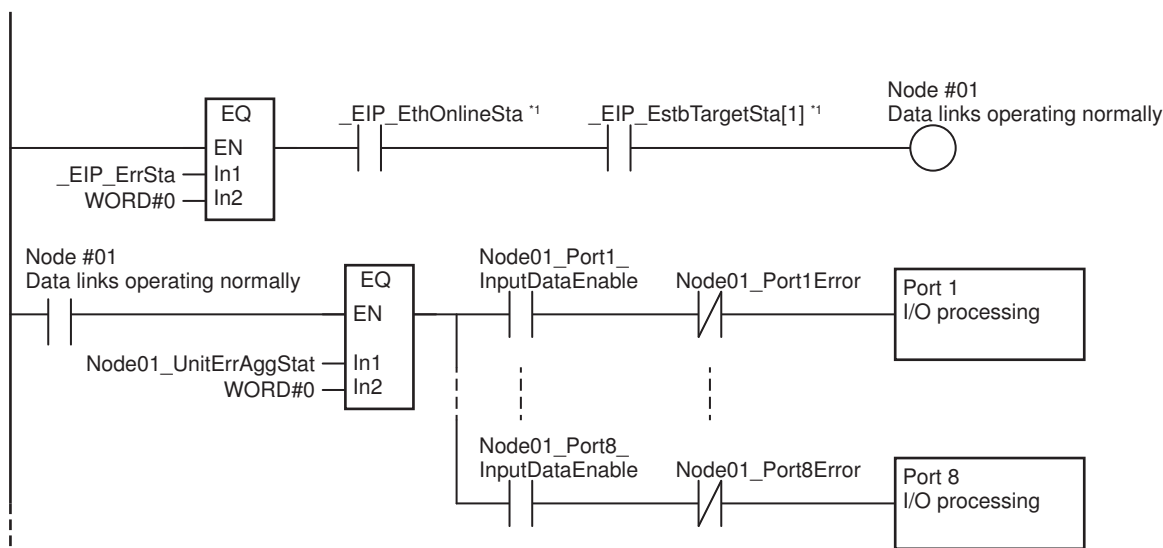 Node #01
Data links operating normally
EQ
_EIP_EthOnlineSta *1
_EIP_EstbTargetSta[1] *1
EN
_EIP_ErrSta
In1
WORD#0
In2
Node #01
Data links operating normally
EQ
Node01_Port1_
InputDataEnable
Node01_Port1Error
Port 1
I/O processing
EN
Node01_UnitErrAggStat
In1
WORD#0
In2
Node01_Port8_
InputDataEnable
Node01_Port8Error
Port 8
I/O processing